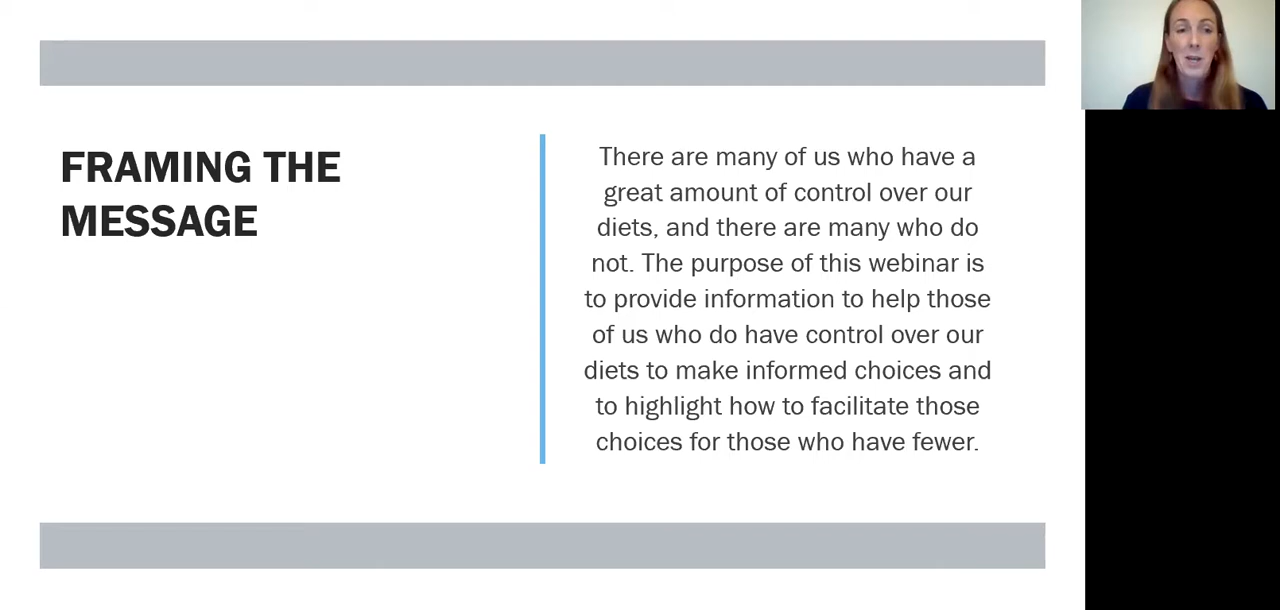 FRAMING THE
MESSAGE
There are many of us who have a
great amount of control over our
diets, and there are many who do
not. The purpose of this webinar is
to provide information to help those
of us who do have control over our
diets to make informed choices and
to highlight how to facilitate those
choices for those who have fewer.